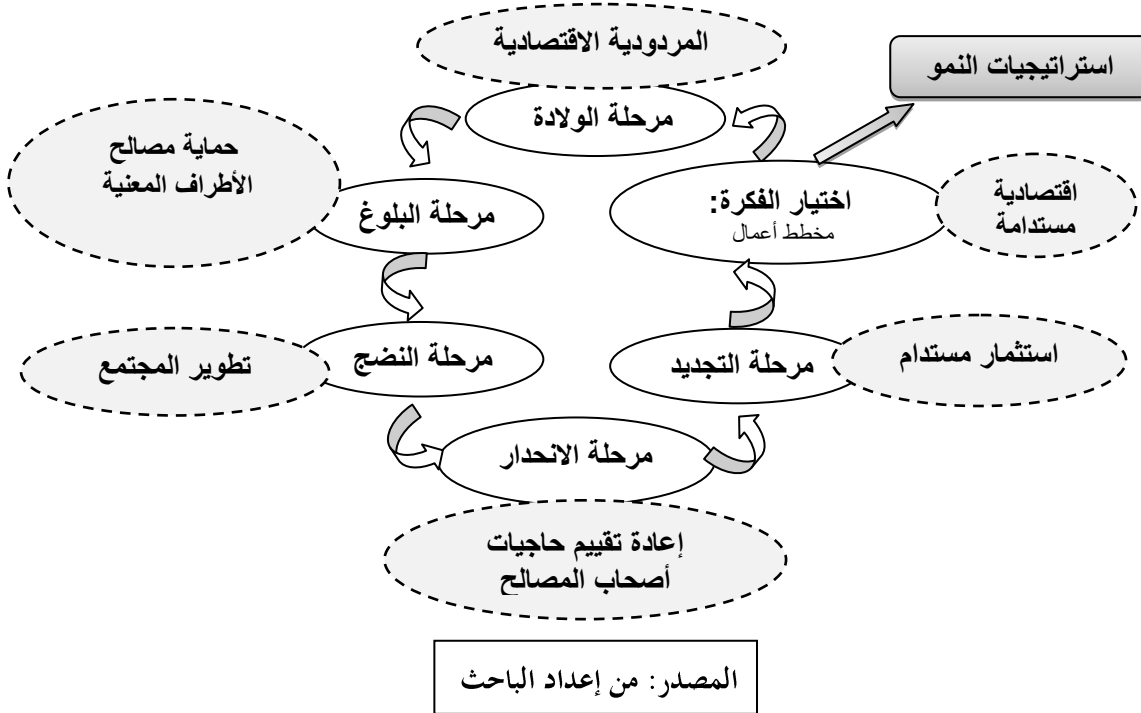 المردودية الاقتصادية
استراتيجيات النمو
مرحلة الولادة
حماية مصالح
الأطراف المعنية
مرحلة البلوغ
اختيار الفكرة:
مخطط أعمال
اقتصادية
مستدامة
تطوير المجتمع
مرحلة النضج
مرحلة التجديد
استثمار مستدام
مرحلة الانحدار
إعادة تقييم حاجيات
أصحاب المصالح
المصدر: من إعداد الباحث